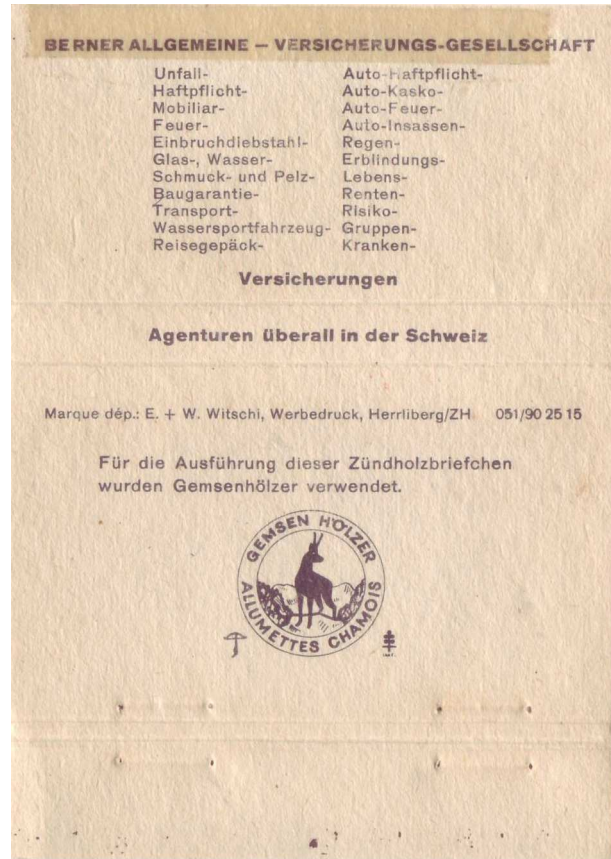 BERNER ALLGEMEINE – VERSICHERUNGS-GESELLSCHAFT
Unfall-
Haftpflicht-
Mobiliar-
Feuer-
Einbruchdiebstahl-
Glas-, Wasser-
Schmuck- und Pelz-
Baugarantie-
Transport-
Wassersportfahrzeug-
Reisegepäck-
Auto-Haftpflicht-
Auto-Kasko-
Auto-Feuer-
Auto-Insassen-
Regen-
Erblindungs-
Lebens-
Renten-
Risiko-
Gruppen-
Kranken-
Versicherungen
Agenturen überall in der Schweiz
Marque dép.: E. + W. Witschi, Werbedruck, Herrliberg/ZH 051/90 25 15
Für die Ausführung dieser Zündholzbriefchen
wurden Gemsenhölzer verwendet.
GEMSEN HÖLZER
ALLUMETTES CHAMOIS